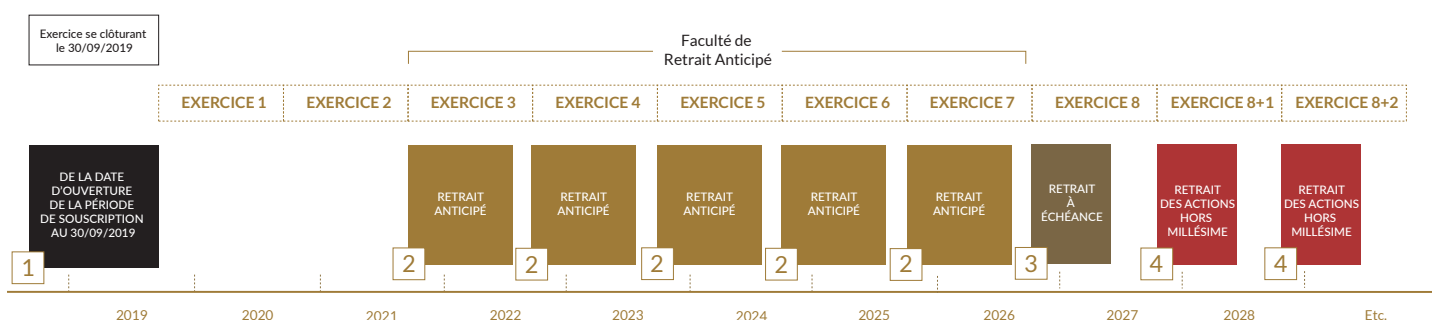 Exercice se clôturant
le 30/09/2019
Faculté de
Retrait Anticipé
EXERCICE 1
EXERCICE 2
EXERCICE 3
EXERCICE 4
EXERCICE 5
EXERCICE 6
EXERCICE 7
EXERCICE 8
EXERCICE 8+1
EXERCICE 8+2
DE LA DATE
D'OUVERTURE
DE LA PÉRIODE
DE SOUSCRIPTION
AU 30/09/2019
RETRAIT
ANTICIPÉ
RETRAIT
ANTICIPÉ
RETRAIT
ANTICIPÉ
RETRAIT
ANTICIPÉ
RETRAIT
ANTICIPÉ
RETRAIT
À
ÉCHÉANCE
RETRAIT
DES ACTIONS
HORS
MILLÉSIME
RETRAIT
DES ACTIONS
HORS
MILLÉSIME
1
2
2
2
2
2
3
4
4
2019
2020
2021
2022
2023
2024
2025
2026
2027
2028
Etc.